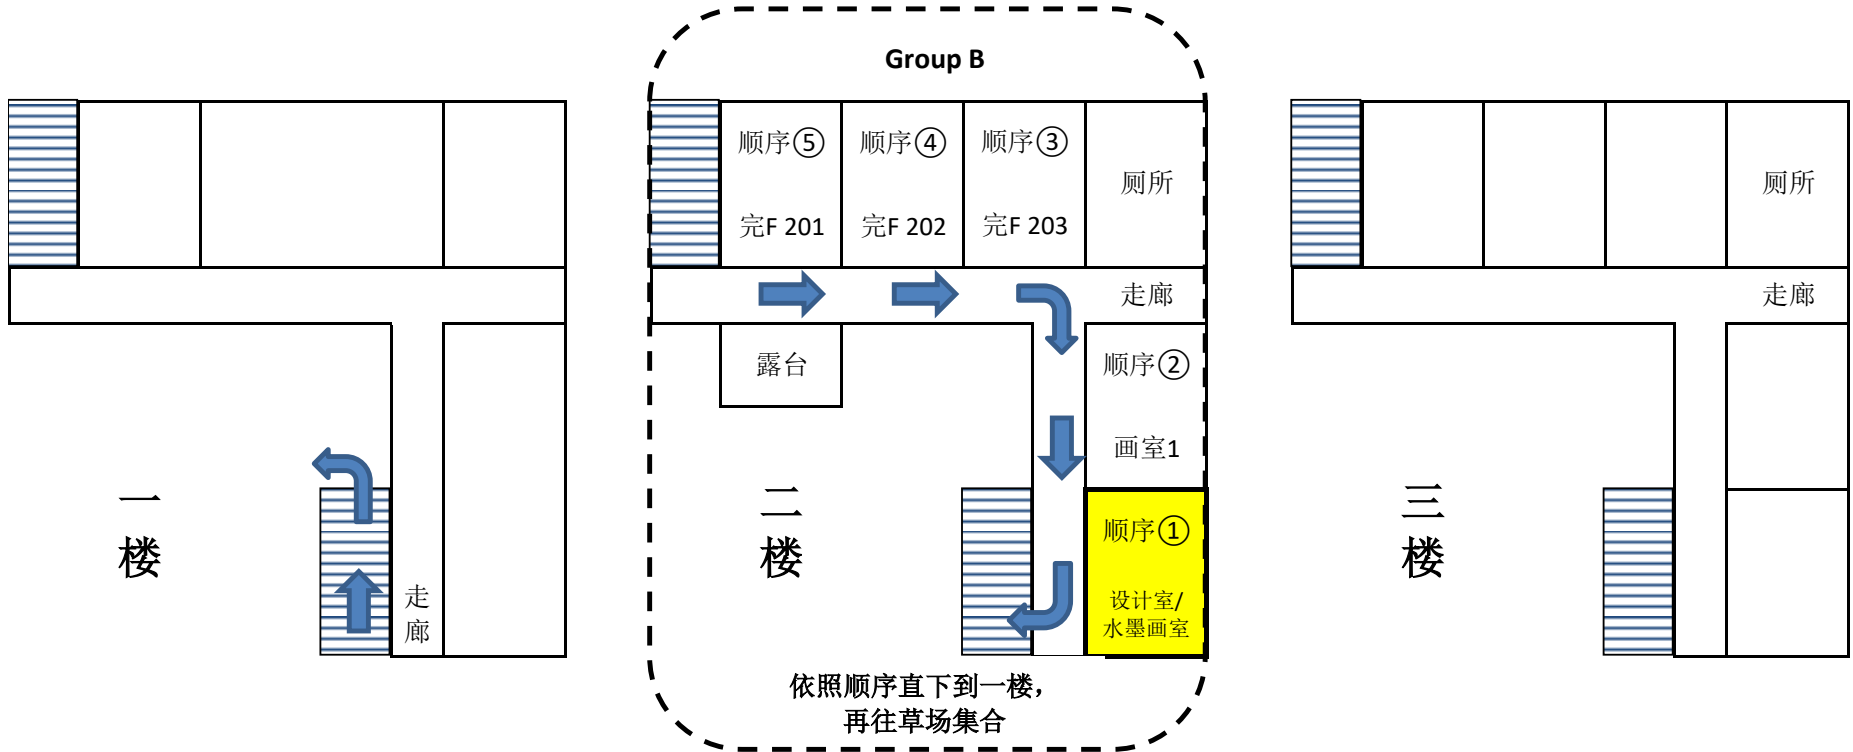 Group B
顺序⑤
完F 201
顺序④
完F 202
顺序③
完F 203
厕所
走廊
露台
顺序②
画室1
顺序①
设计室/
水墨画室
二
楼
依照顺序直下到一楼，
再往草场集合
一
楼
走
廊
厕所
走廊
三
楼